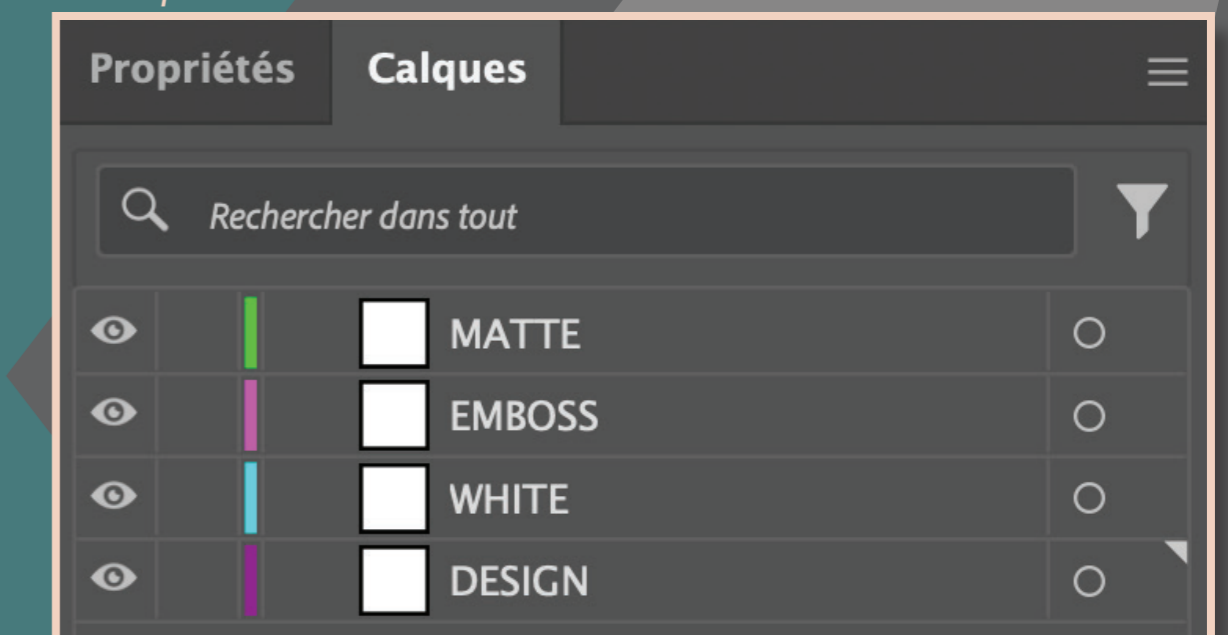 Propriétés Calques
Rechercher dans tout
MATTE
EMBOSS
WHITE
DESIGN